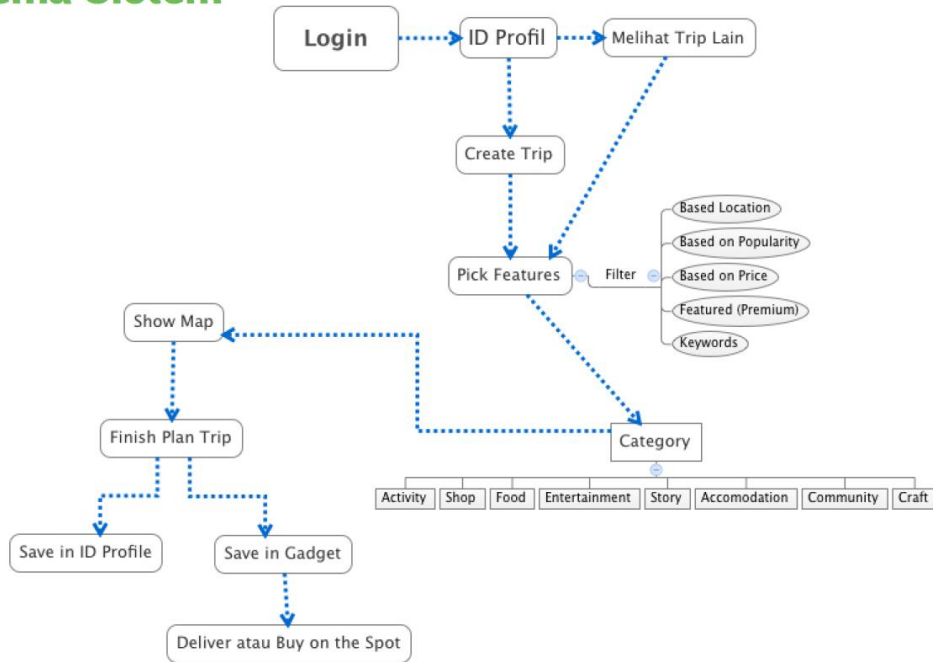 Login
ID Profil
Melihat Trip Lain
Create Trip
Based Location
Based on Popularity
Pick Features
Filter
Based on Price
Featured (Premium)
Keywords
Show Map
Finish Plan Trip
Category
Activity
Shop
Food
Entertainment
Story
Accomodation
Community
Craft
Save in ID Profile
Save in Gadget
Deliver atau Buy on the Spot